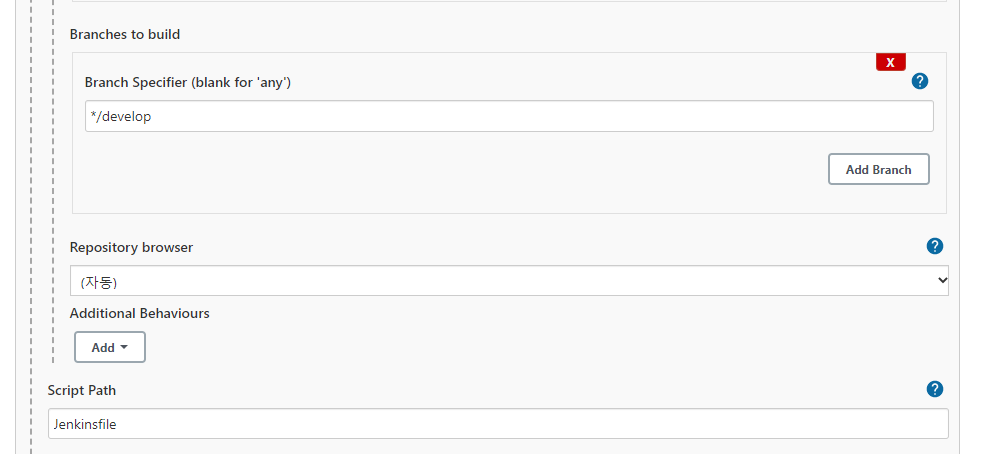 Branches to build
X
Branch Specifier (blank for 'any')
?
*/develop
Add Branch
Repository browser
?
(자동)
Additional Behaviours
Add
Script Path
?
Jenkinsfile